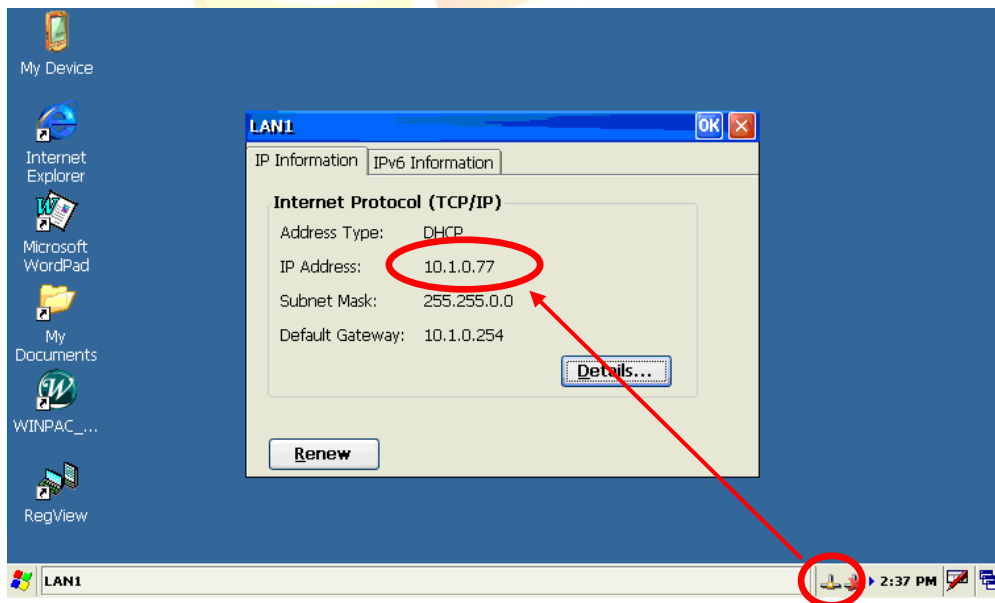 My Device
Internet
Explorer
Microsoft
WordPad
My
Documents
WINPAC_...
RegView
LAN1
OK
IP Information
IPv6 Information
Internet Protocol (TCP/IP)
Address Type: DHCP
IP Address: 10.1.0.77
Subnet Mask: 255.255.0.0
Default Gateway: 10.1.0.254
Details...
Renew
LAN1
2:37 PM